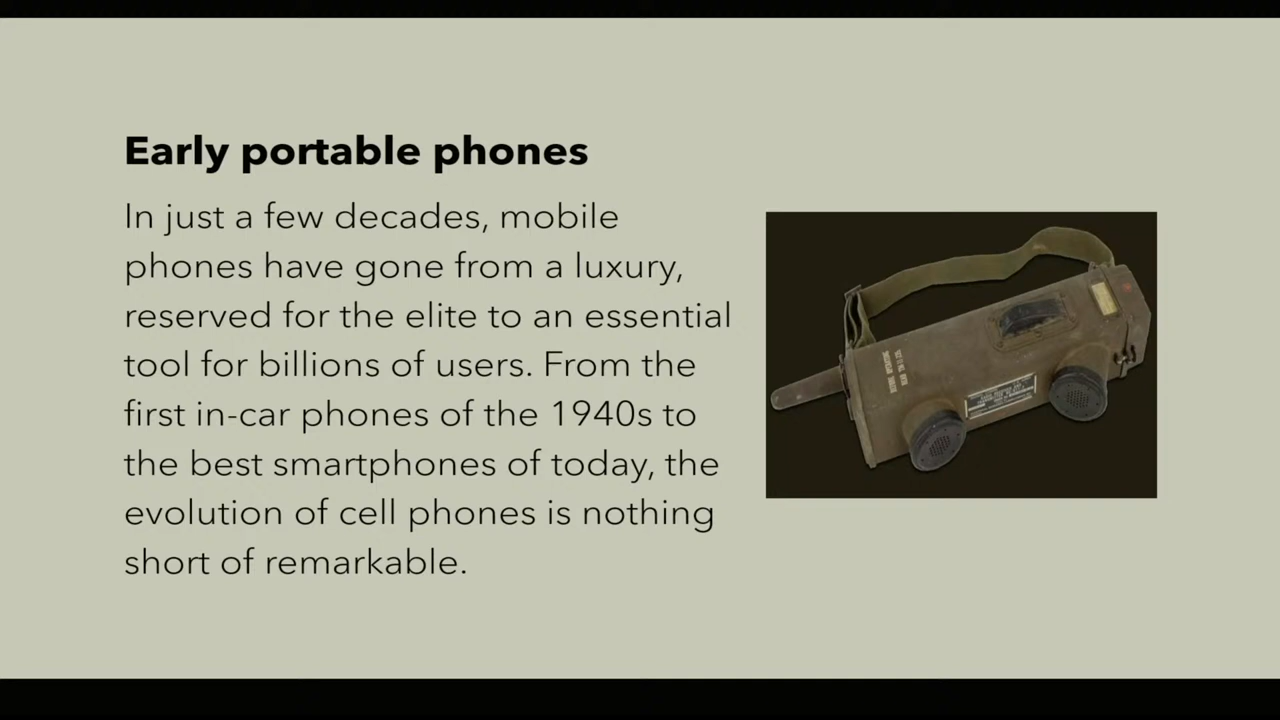 Early portable phones
In just a few decades, mobile
phones have gone from a luxury,
reserved for the elite to an essential
tool for billions of users. From the
first in-car phones of the 1940s to
the best smartphones of today, the
evolution of cell phones is nothing
short of remarkable.